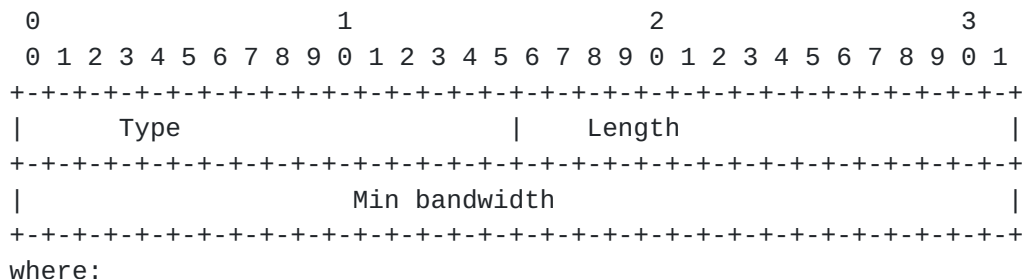 0                   1                   2                   3
 0 1 2 3 4 5 6 7 8 9 0 1 2 3 4 5 6 7 8 9 0 1 2 3 4 5 6 7 8 9 0 1
+-+-+-+-+-+-+-+-+-+-+-+-+-+-+-+-+-+-+-+-+-+-+-+-+-+-+-+-+-+-+-+-+
|      Type                     |    Length                     |
+-+-+-+-+-+-+-+-+-+-+-+-+-+-+-+-+-+-+-+-+-+-+-+-+-+-+-+-+-+-+-+-+
|                     Min bandwidth                             |
+-+-+-+-+-+-+-+-+-+-+-+-+-+-+-+-+-+-+-+-+-+-+-+-+-+-+-+-+-+-+-+-+
where: